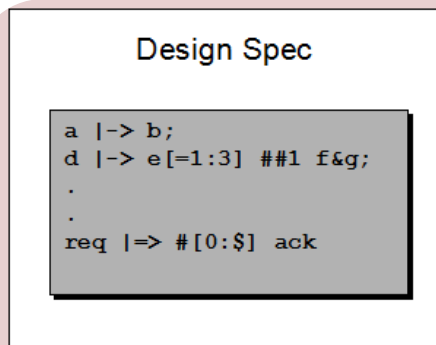 Design Spec
a |-> b;
d |-> e[=1:3] ##1 f&g;
.
.
req |=> #[0:$] ack